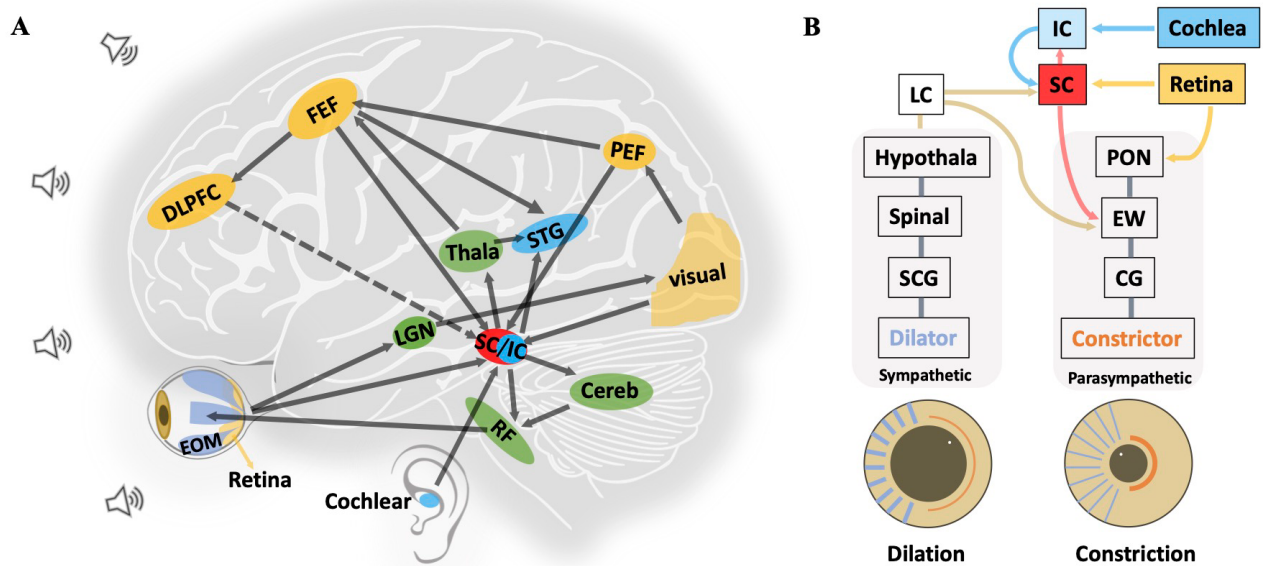 A
FEF
PEF
DLPFC
Thala
STG
visual
LGN
SC/IC
Cereb
RF
EOM
Retina
Cochlear
B
IC
Cochlea
LC
SC
Retina
Hypothala
PON
Spinal
EW
SCG
CG
Dilator
Constrictor
Sympathetic
Parasympathetic
Dilation
Constriction